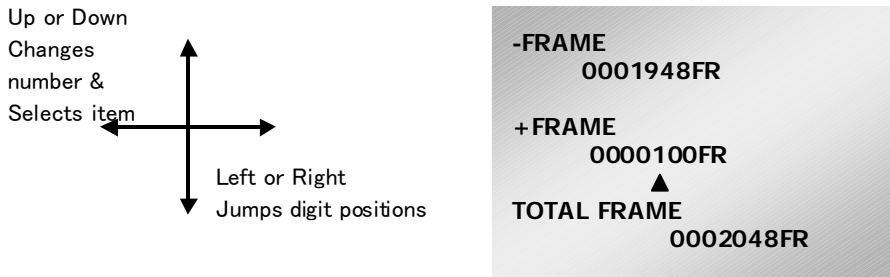 Up or Down
Changes
number &
Selects item
Left or Right
Jumps digit positions
-FRAME
0001948FR
+FRAME
0000100FR
TOTAL FRAME
0002048FR